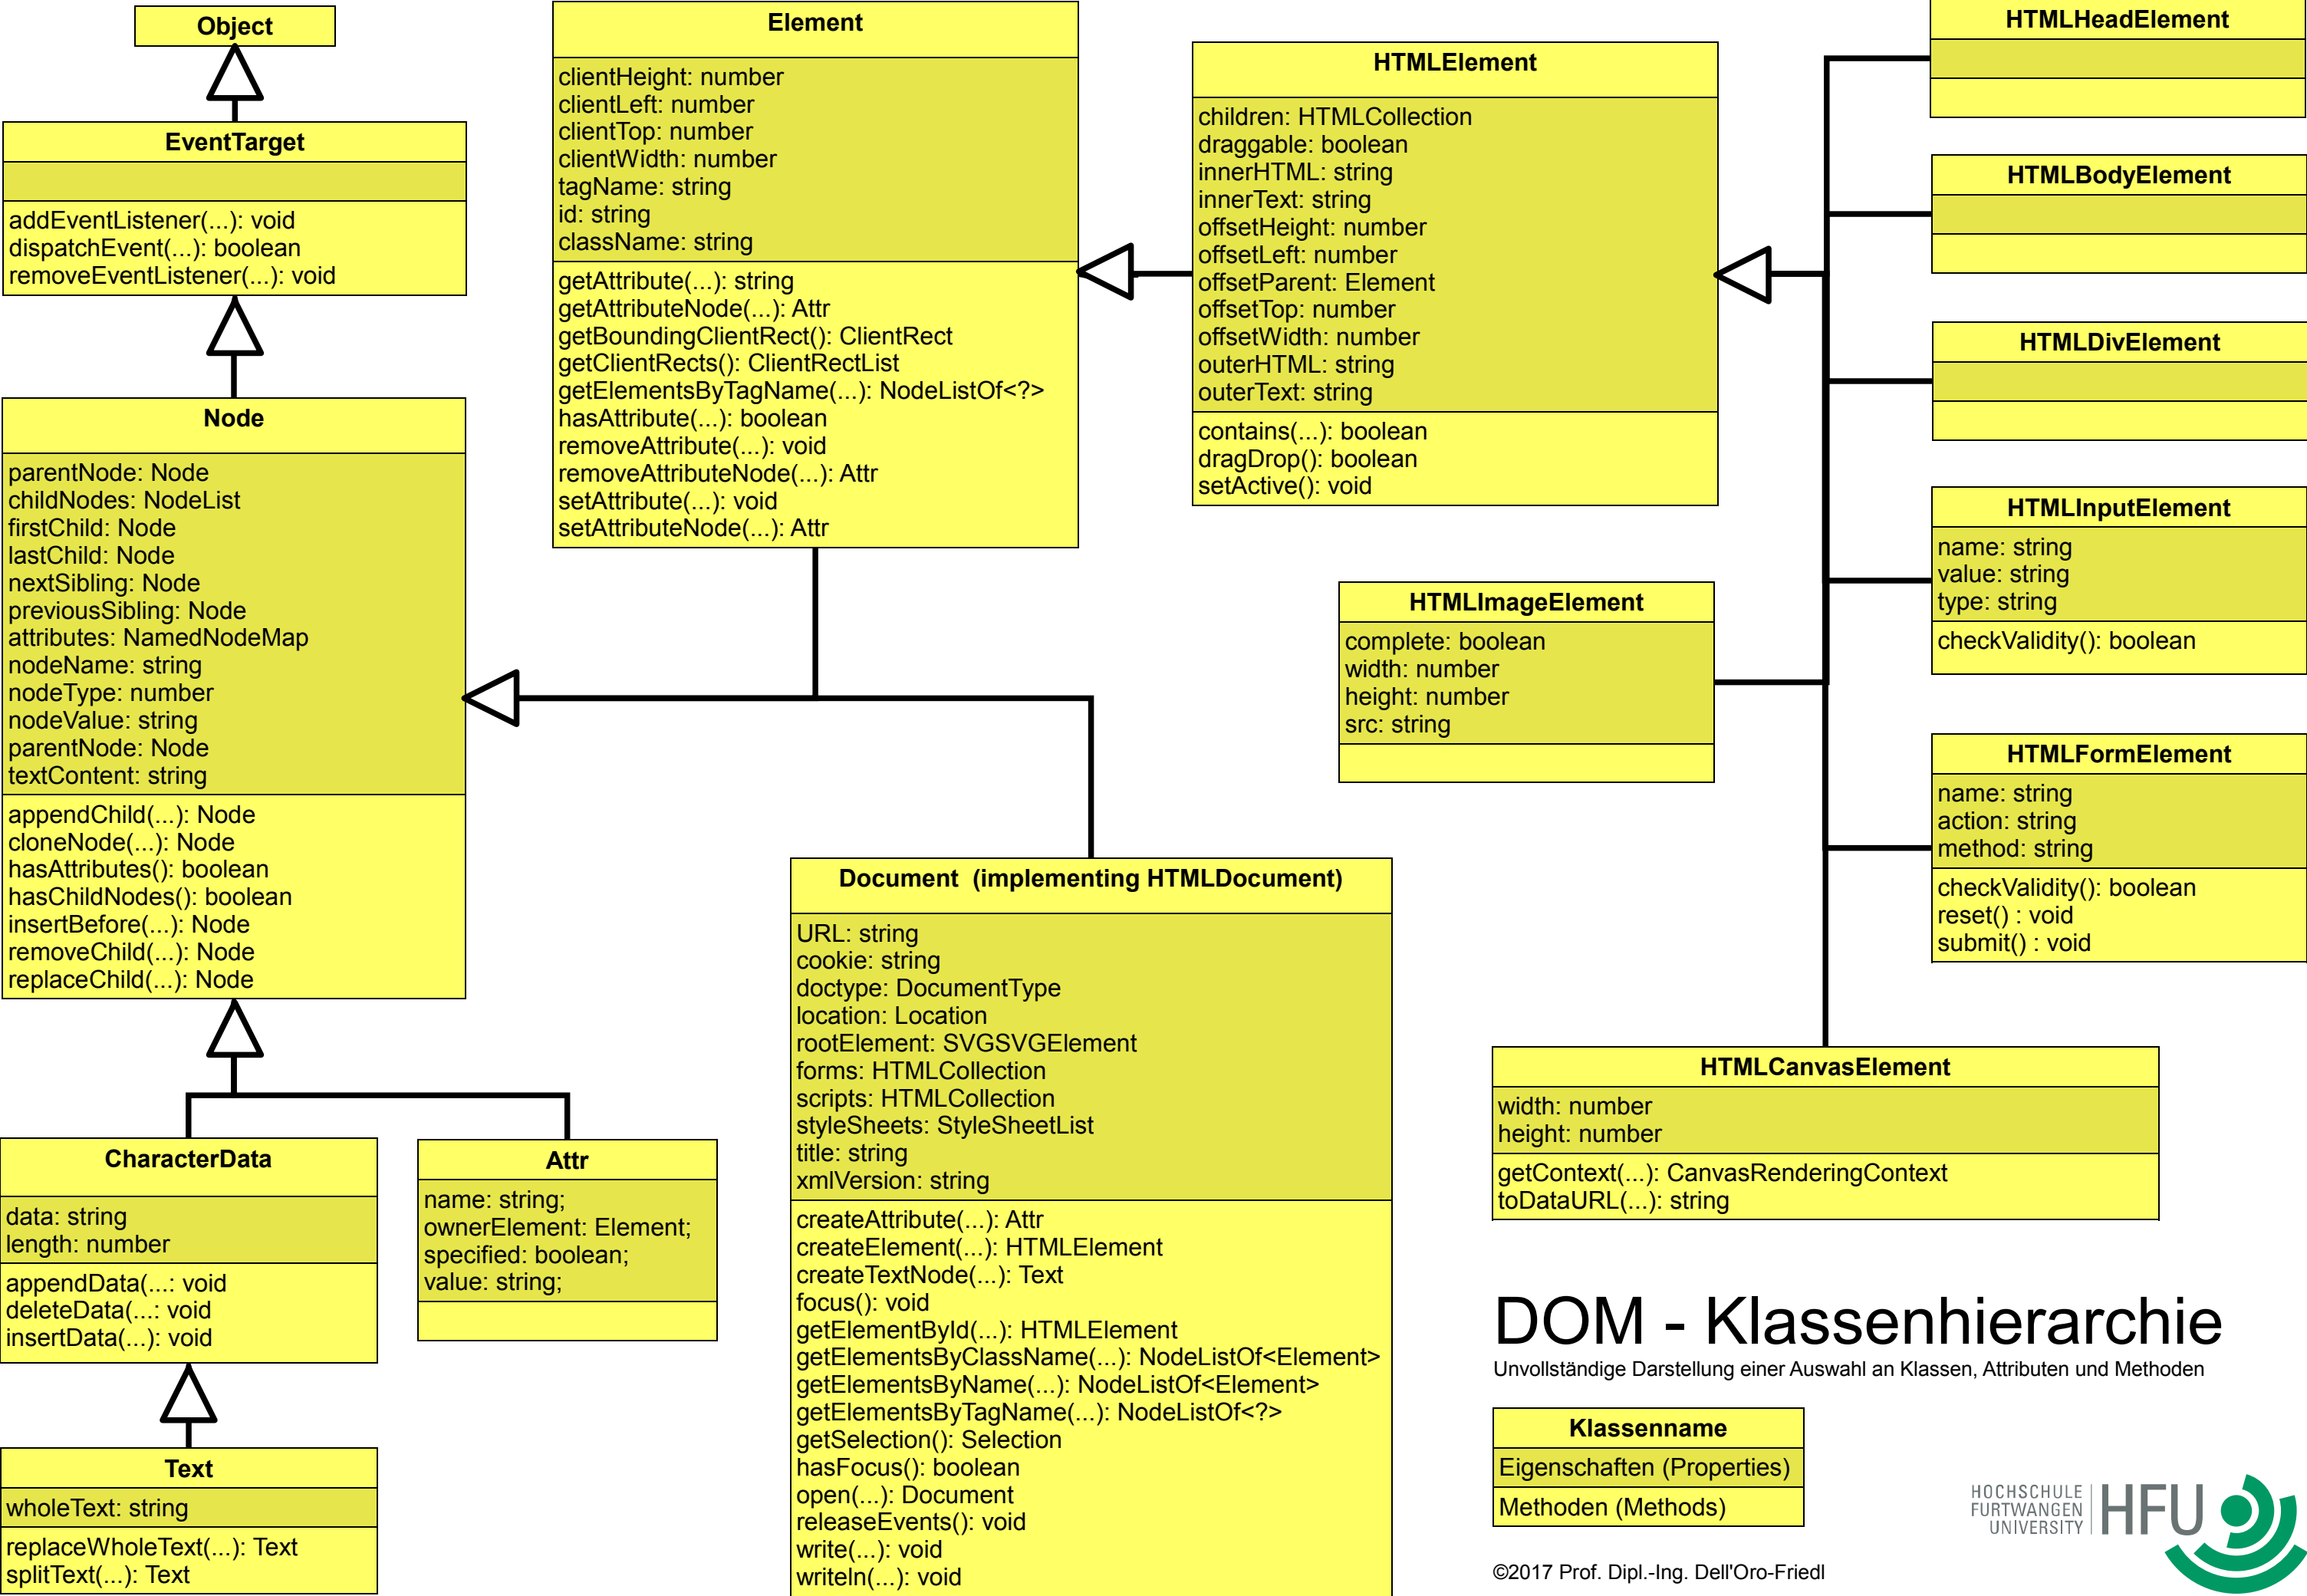 Object
EventTarget
addEventListener(...): void
dispatchEvent(...): boolean
removeEventListener(...): void
Node
parentNode: Node
childNodes: NodeList
firstChild: Node
lastChild: Node
nextSibling: Node
previousSibling: Node
attributes: NamedNodeMap
nodeName: string
nodeType: number
nodeValue: string
parentNode: Node
textContent: string
appendChild(...): Node
cloneNode(...): Node
hasAttributes(): boolean
hasChildNodes(): boolean
insertBefore(...): Node
removeChild(...): Node
replaceChild(...): Node
CharacterData
data: string
length: number
appendData(...: void
deleteData(...: void
insertData(...): void
Text
wholeText: string
replaceWholeText(...): Text
splitText(...): Text
Attr
name: string;
ownerElement: Element;
specified: boolean;
value: string;
Element
clientHeight: number
clientLeft: number
clientTop: number
clientWidth: number
tagName: string
id: string
className: string
getAttribute(...): string
getAttributeNode(...): Attr
getBoundingClientRect(): ClientRect
getClientRects(): ClientRectList
getElementsByTagName(...): NodeListOf<?>
hasAttribute(...): boolean
removeAttribute(...): void
removeAttributeNode(...): Attr
setAttribute(...): void
setAttributeNode(...): Attr
Document (implementing HTMLDocument)
URL: string
cookie: string
doctype: DocumentType
location: Location
rootElement: SVGSVGElement
forms: HTMLCollection
scripts: HTMLCollection
styleSheets: StyleSheetList
title: string
xmlVersion: string
createAttribute(...): Attr
createElement(...): HTMLElement
createTextNode(...): Text
focus(): void
getElementById(...): HTMLElement
getElementsByClassName(...): NodeListOf<Element>
getElementsByName(...): NodeListOf<Element>
getElementsByTagName(...): NodeListOf<?>
getSelection(): Selection
hasFocus(): boolean
open(...): Document
releaseEvents(): void
write(...): void
writeln(...): void
HTMLElement
children: HTMLCollection
draggable: boolean
innerHTML: string
innerText: string
offsetHeight: number
offsetLeft: number
offsetParent: Element
offsetTop: number
offsetWidth: number
outerHTML: string
outerText: string
contains(...): boolean
dragDrop(): boolean
setActive(): void
HTMLImageElement
complete: boolean
width: number
height: number
src: string
HTMLHeadElement
HTMLBodyElement
HTMLDivElement
HTMLInputElement
name: string
value: string
type: string
checkValidity(): boolean
HTMLFormElement
name: string
action: string
method: string
checkValidity(): boolean
reset() : void
submit() : void
HTMLCanvasElement
width: number
height: number
getContext(...): CanvasRenderingContext
toDataURL(...): string
DOM - Klassenhierarchie
Unvollständige Darstellung einer Auswahl an Klassen, Attributen und Methoden
Klassenname
Eigenschaften (Properties)
Methoden (Methods)
©2017 Prof. Dipl.-Ing. Dell'Oro-Friedl
HOCHSCHULE
FURTWANGEN
UNIVERSITY
HFU